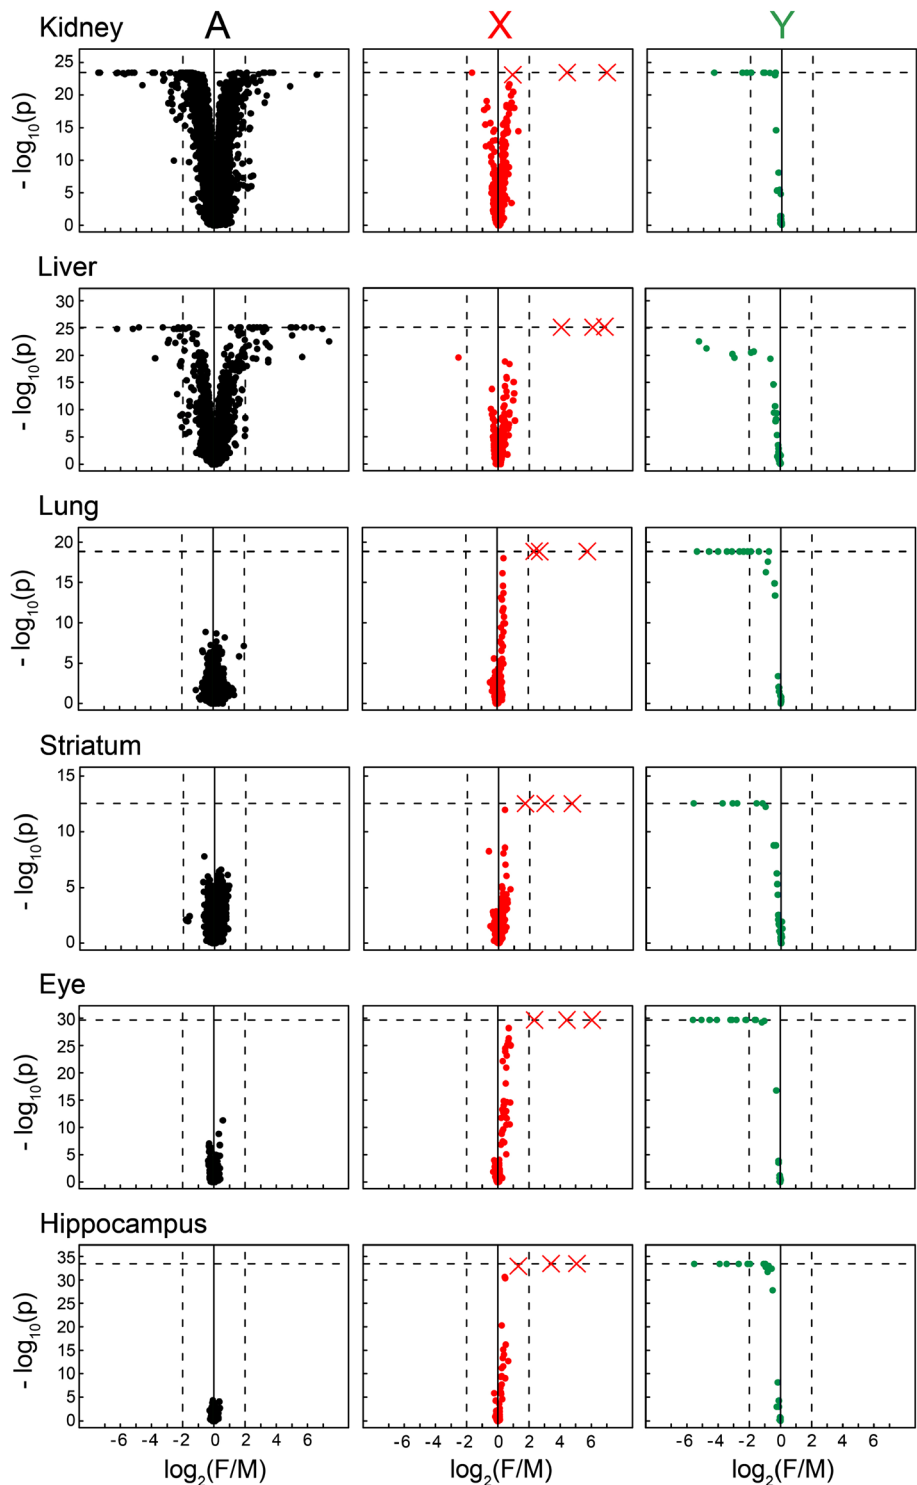 Kidney A X Y
25
20
15
10
5
0
- log10(p)
Liver
30
25
20
15
10
5
0
- log10(p)
Lung
20
15
10
5
0
- log10(p)
Striatum
15
10
5
0
- log10(p)
Eye
30
25
20
15
10
5
0
- log10(p)
Hippocampus
35
30
25
20
15
10
5
0
- log10(p)
-6 -4 -2 0 2 4 6 -6 -4 -2 0 2 4 6 -6 -4 -2 0 2 4 6
log2(F/M) log2(F/M) log2(F/M)